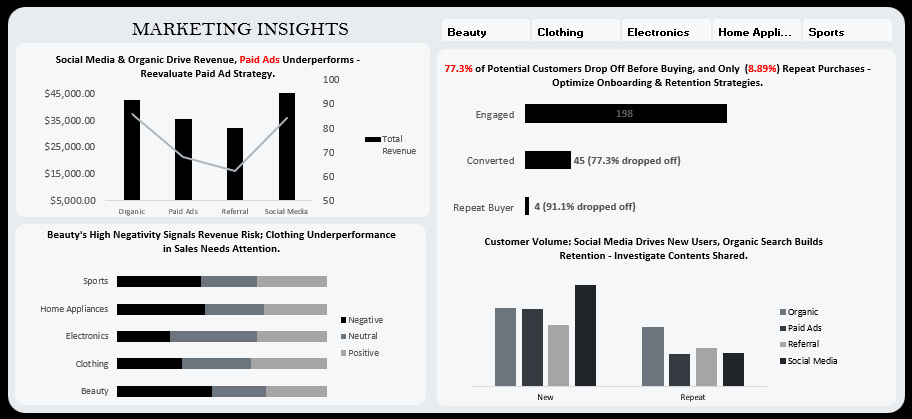 MARKETING INSIGHTS
Beauty
Clothing
Electronics
Home Appli...
Sports
Social Media & Organic Drive Revenue, Paid Ads Underperforms -
Reevaluate Paid Ad Strategy.
$45,000.00
$35,000.00
$25,000.00
$15,000.00
$5,000.00
100
90
80
70
60
50
Organic
Paid Ads
Referral
Social Media
Total
Revenue
77.3% of Potential Customers Drop Off Before Buying, and Only (8.89%) Repeat Purchases -
Optimize Onboarding & Retention Strategies.
Engaged
198
Converted
45 (77.3% dropped off)
Repeat Buyer
4 (91.1% dropped off)
Beauty's High Negativity Signals Revenue Risk; Clothing Underperformance
in Sales Needs Attention.
Sports
Home Appliances
Electronics
Clothing
Beauty
Negative
Neutral
Positive
Customer Volume: Social Media Drives New Users, Organic Search Builds
Retention - Investigate Contents Shared.
New
Repeat
Organic
Paid Ads
Referral
Social Media